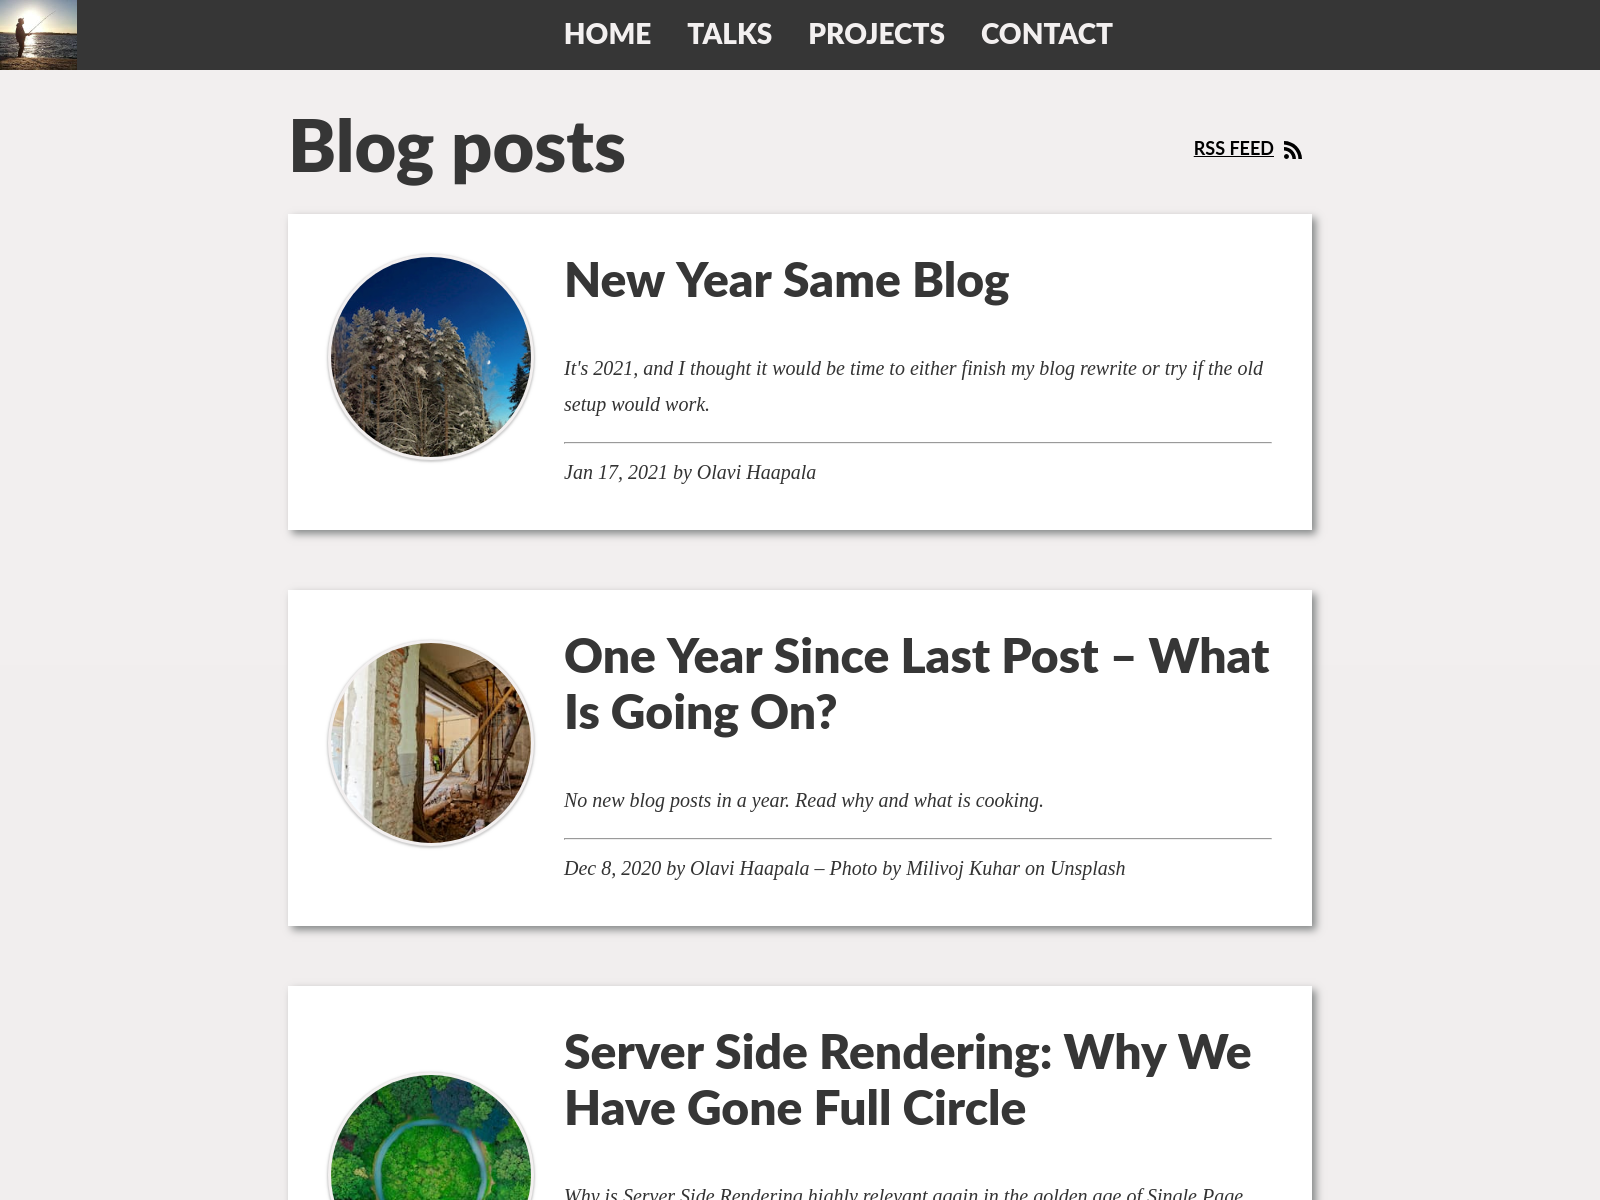 HOME TALKS PROJECTS CONTACT
Blog posts
RSS FEED
New Year Same Blog
It's 2021, and I thought it would be time to either finish my blog rewrite or try if the old
setup would work.
Jan 17, 2021 by Olavi Haapala
One Year Since Last Post – What
Is Going On?
No new blog posts in a year. Read why and what is cooking.
Dec 8, 2020 by Olavi Haapala – Photo by Milivoj Kuhar on Unsplash
Server Side Rendering: Why We
Have Gone Full Circle
Why is Server Side Rendering highly relevant again in the golden age of Single Page